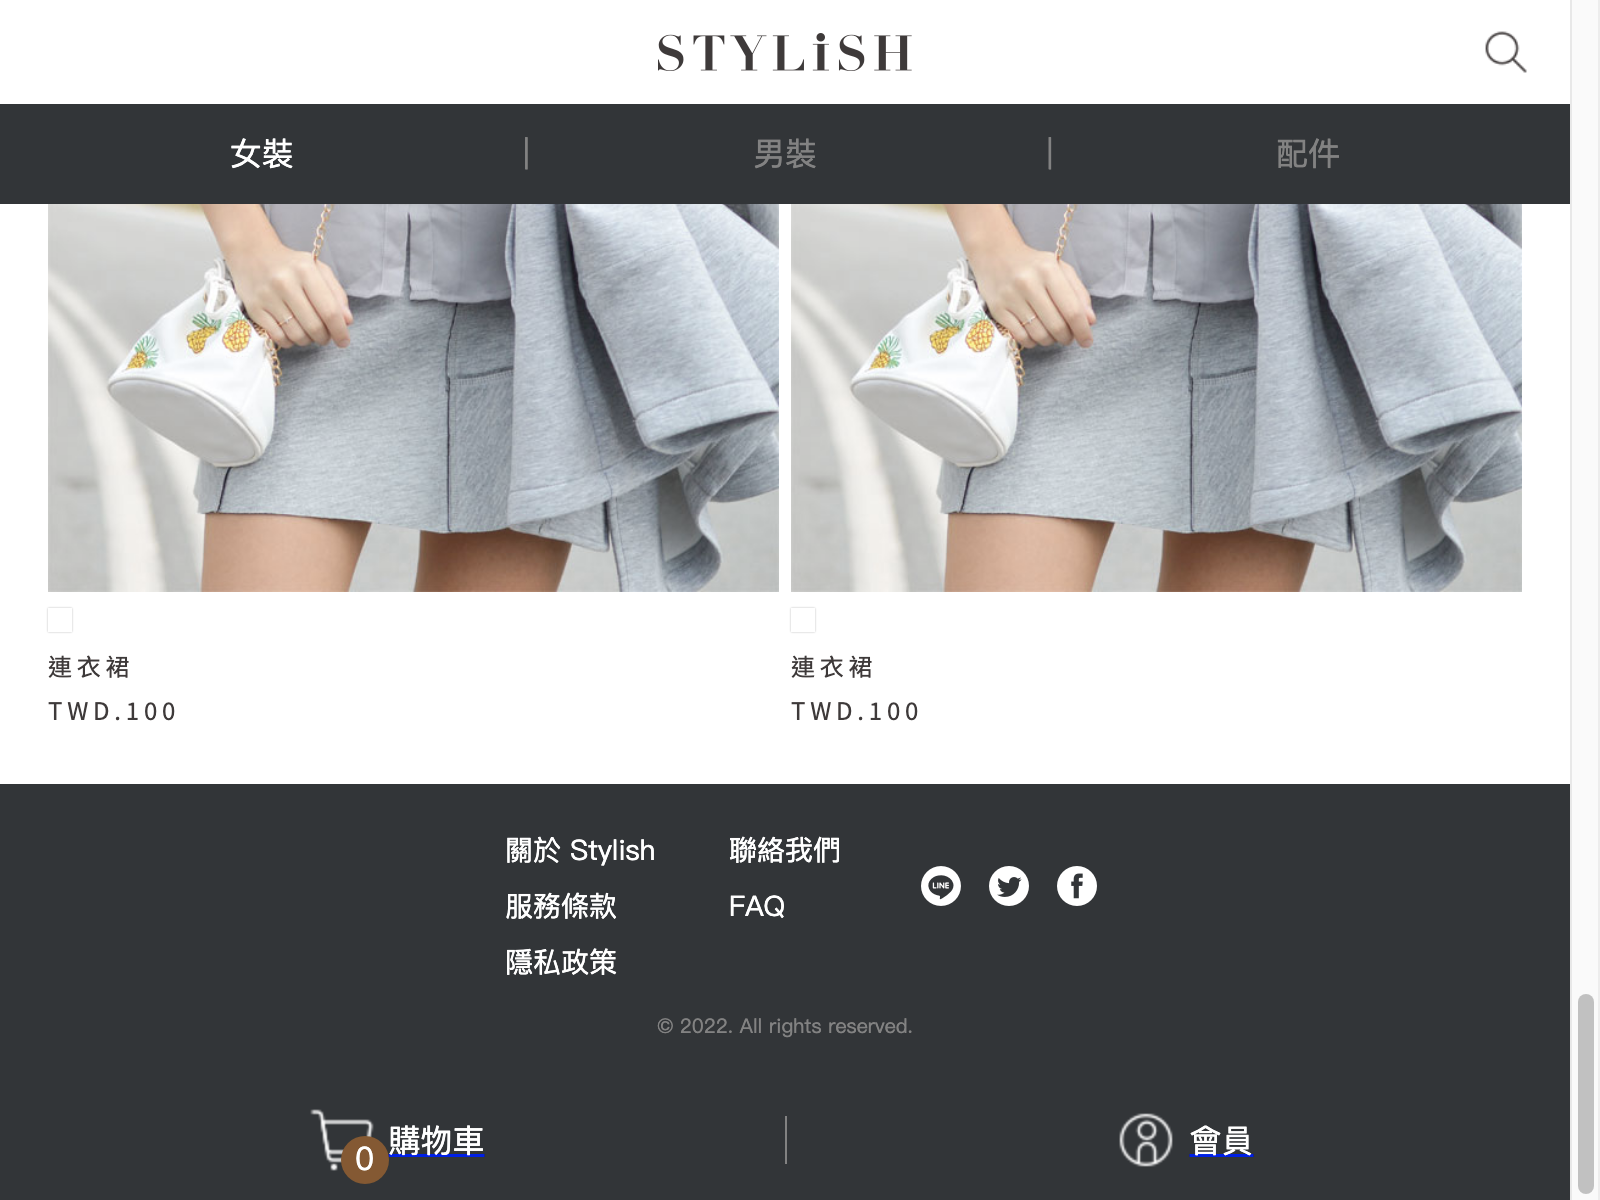 STYLiSH
女裝 | 男裝 | 配件
連衣裙
TWD.100
連衣裙
TWD.100
關於 Stylish
服務條款
隱私政策
聯絡我們
FAQ
LINE
© 2022. All rights reserved.
0 購物車
會員